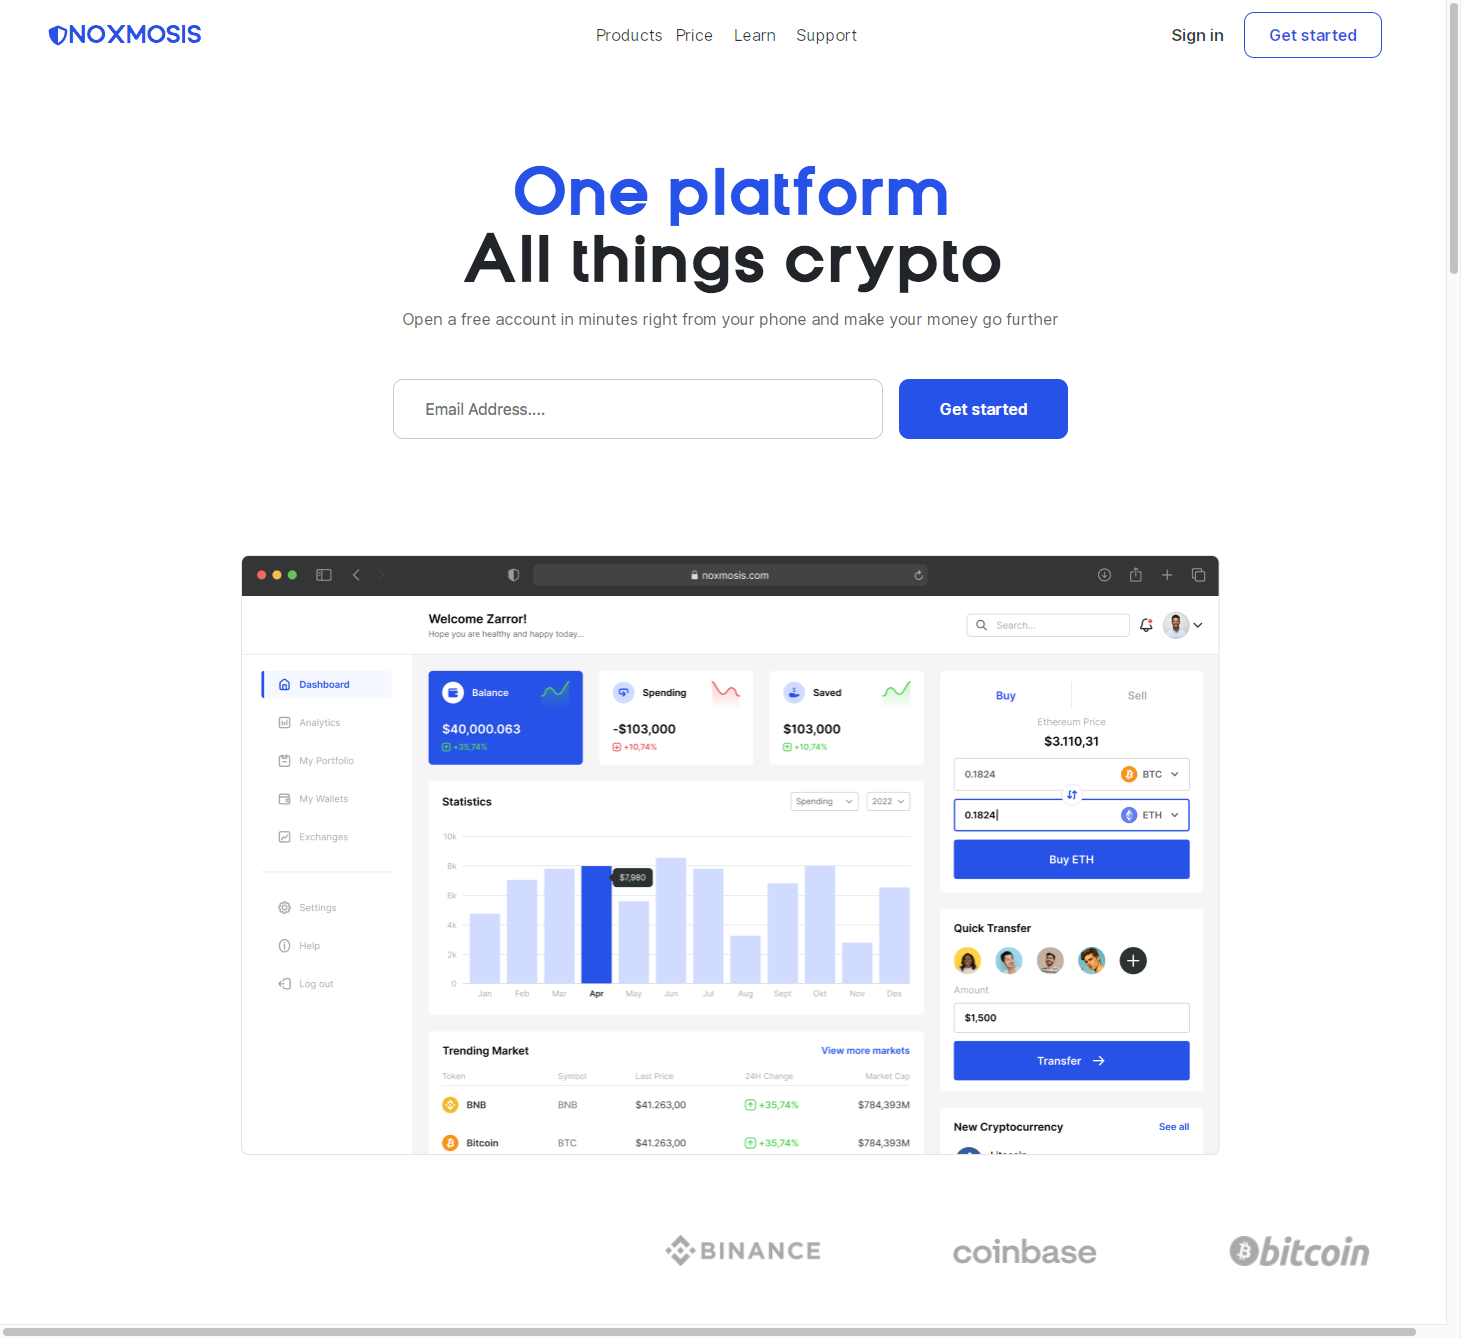 NOXMOSIS
Products Price Learn Support
Sign in
Get started
One platform
All things crypto
Open a free account in minutes right from your phone and make your money go further
Email Address....
Get started
noxmosis.com
Welcome Zarror!
Hope you are healthy and happy today...
Search...
Dashboard
Analytics
My Portfolio
My Wallets
Exchanges
Settings
Help
Log out
Balance
$40,000.063
+35,74%
Spending
-$103,000
+10,74%
Saved
$103,000
+10,74%
Statistics
Spending
2022
10k
8k
6k
4k
2k
0
$7,980
Jan Feb Mar Apr May Jun Jul Aug Sept Okt Nov Des
Trending Market
View more markets
Token Symbol Last Price 24H Change Market Cap
BNB BNB $41.263,00 +35,74% $784,393M
Bitcoin BTC $41.263,00 +35,74% $784,393M
Buy
Sell
Ethereum Price
$3.110,31
0.1824 BTC
0.1824 ETH
Buy ETH
Quick Transfer
Amount
$1,500
Transfer
New Cryptocurrency
See all
BINANCE
coinbase
bitcoin